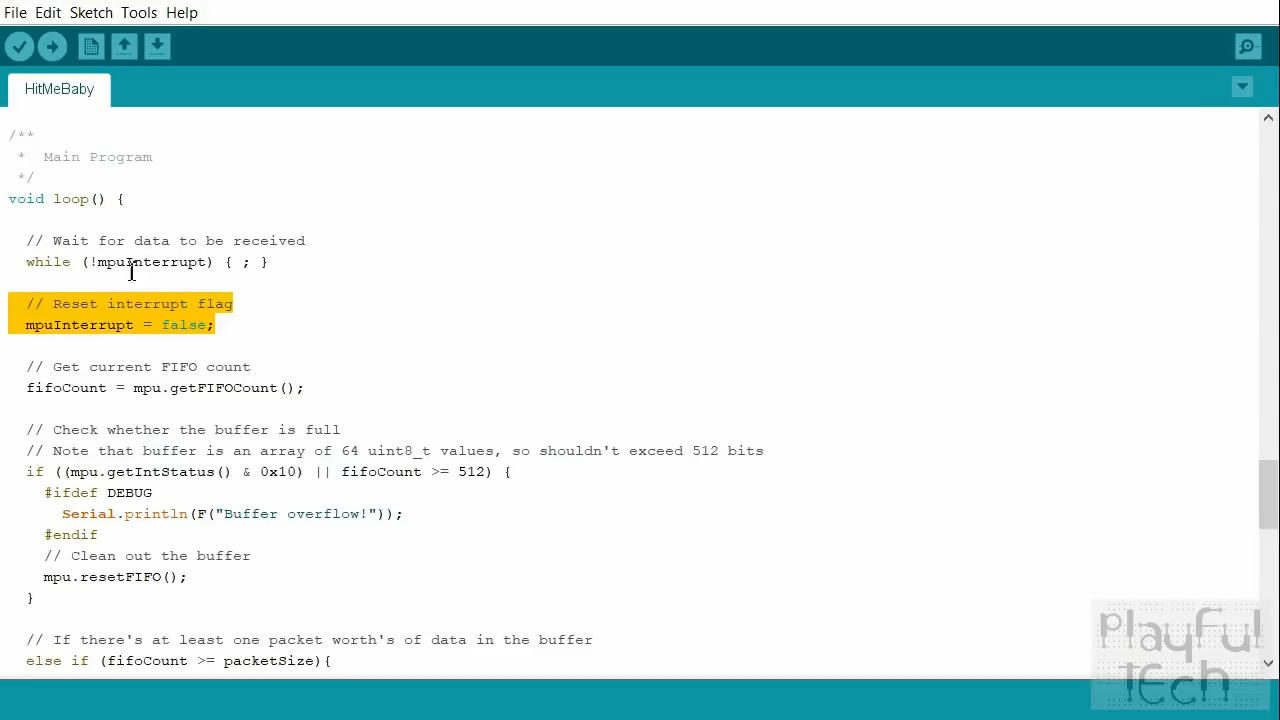 File Edit Sketch Tools Help
HitMeBaby
/**
 *  Main Program
 */
void loop() {
// Wait for data to be received
while (!mpuInterrupt) { ; }
// Reset interrupt flag
mpuInterrupt = false;
// Get current FIFO count
fifoCount = mpu.getFIFOCount();
// Check whether the buffer is full
// Note that buffer is an array of 64 uint8_t values, so shouldn't exceed 512 bits
if ((mpu.getIntStatus() & 0x10) || fifoCount >= 512) {
#ifdef DEBUG
Serial.println(F("Buffer overflow!"));
#endif
// Clean out the buffer
mpu.resetFIFO();
}
// If there's at least one packet worth's of data in the buffer
else if (fifoCount >= packetSize){
playful
tech